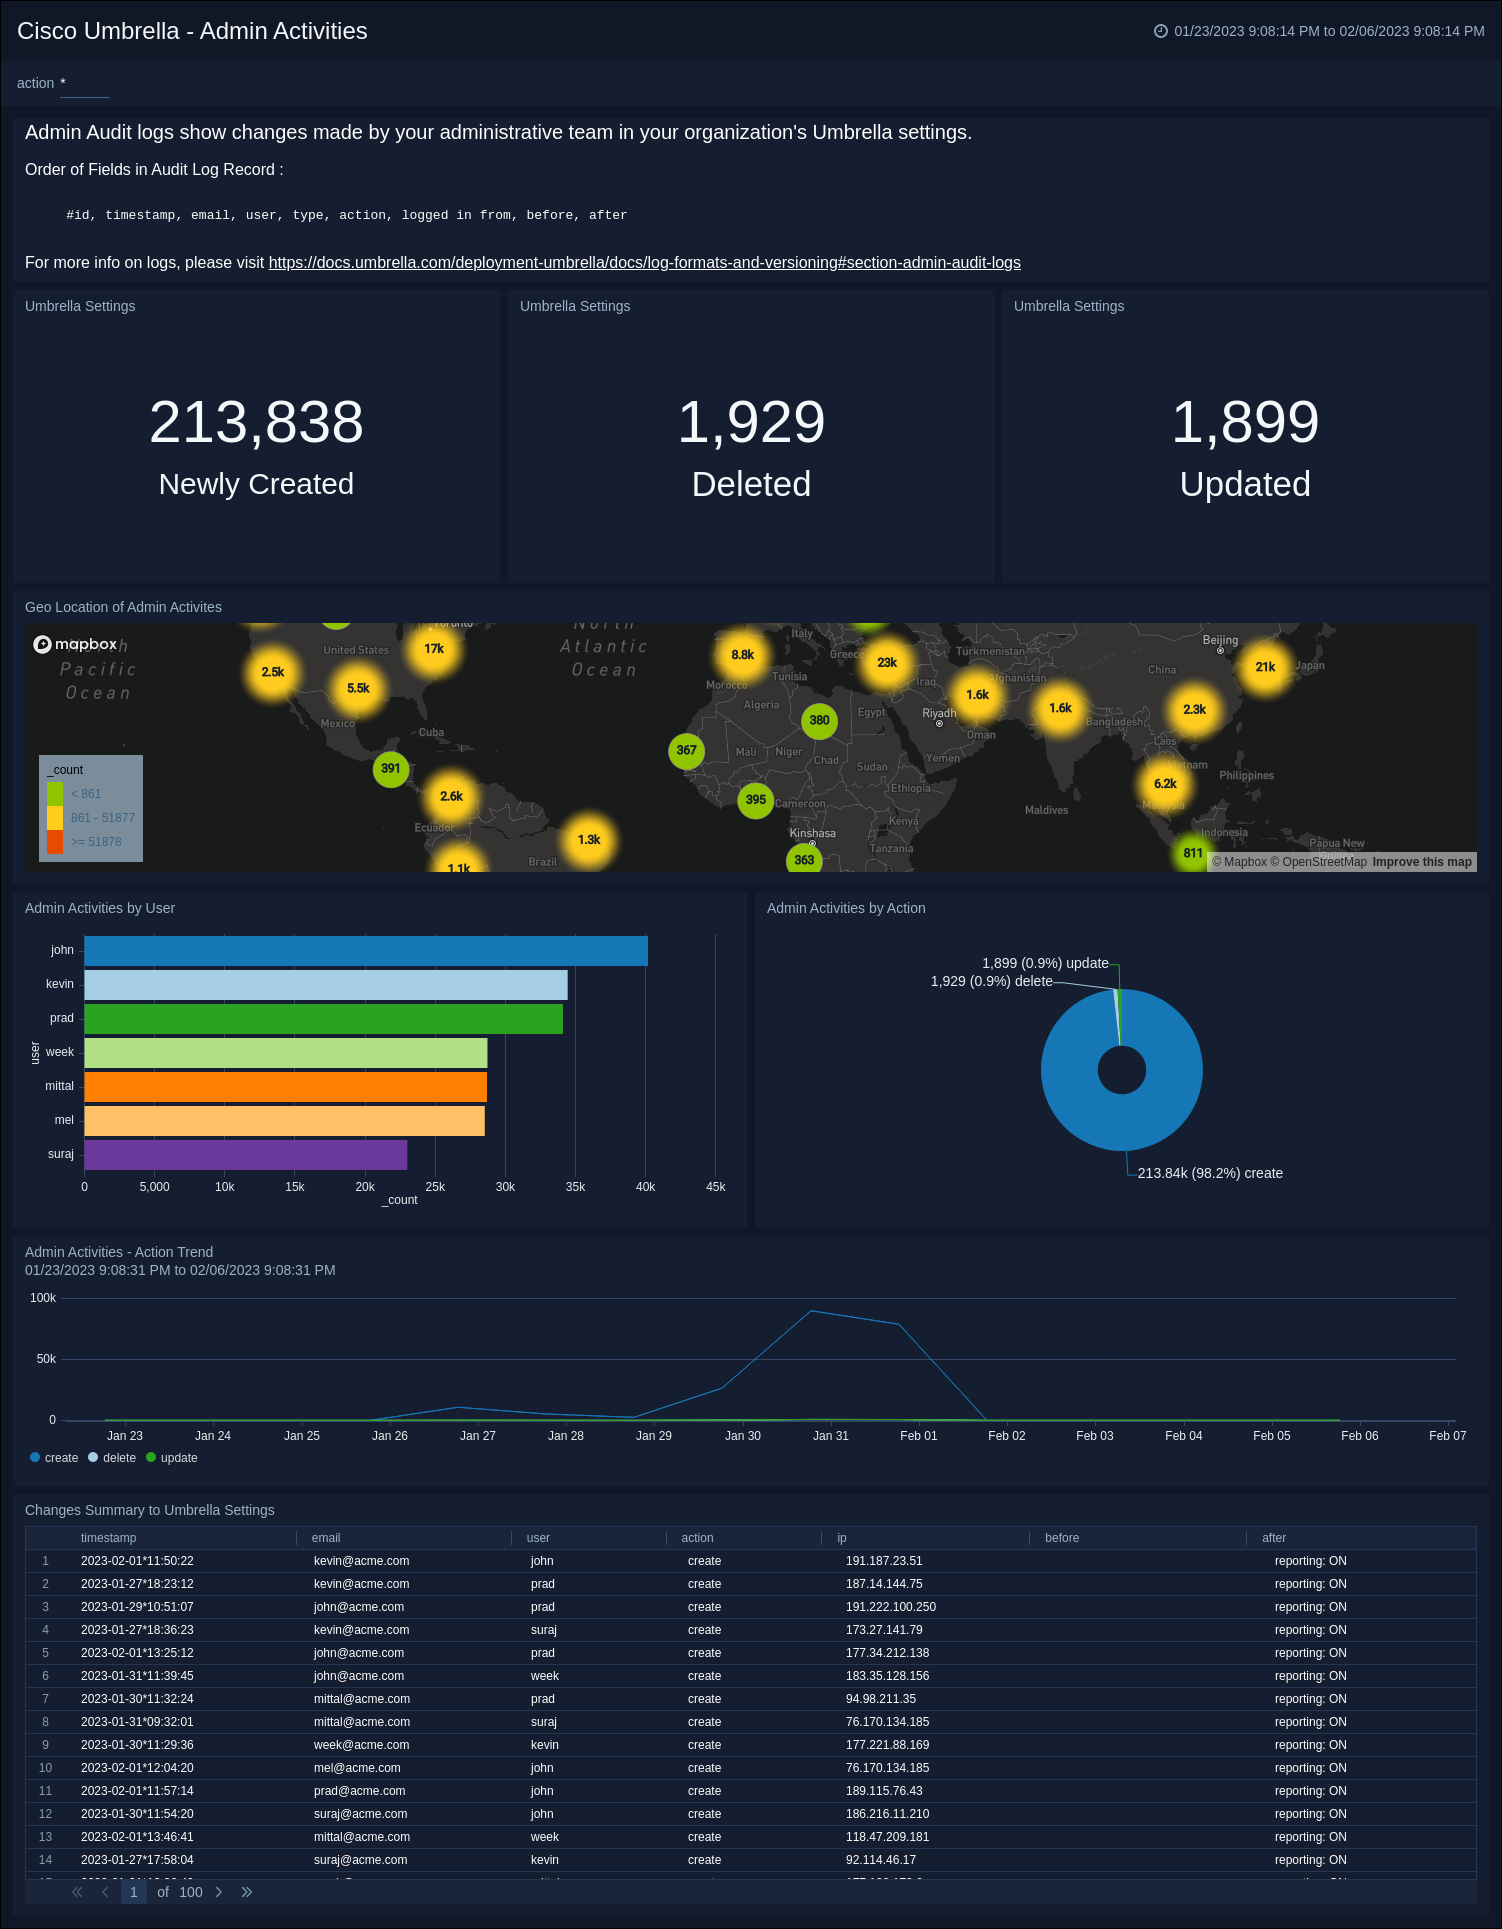 Cisco Umbrella - Admin Activities
01/23/2023 9:08:14 PM to 02/06/2023 9:08:14 PM
action *
Admin Audit logs show changes made by your administrative team in your organization's Umbrella settings.
Order of Fields in Audit Log Record :
#id, timestamp, email, user, type, action, logged in from, before, after
For more info on logs, please visit https://docs.umbrella.com/deployment-umbrella/docs/log-formats-and-versioning#section-admin-audit-logs
Umbrella Settings
213,838
Newly Created
Umbrella Settings
1,929
Deleted
Umbrella Settings
1,899
Updated
Geo Location of Admin Activites
mapbox
Pacific
Ocean
North
Atlantic
Ocean
Toronto
United States
Mexico
Cuba
Ecuador
Brazil
Italy
Greece
Tunisia
Morocco
Algeria
Egypt
Mali
Niger
Chad
Sudan
Cameroon
Ethiopia
Kenya
Kinshasa
Tanzania
Türkmenistan
Afghanistan
Iraq
Riyadh
Oman
Yemen
Beijing
China
Japan
Bangladesh
Laos
Vietnam
Philippines
Maldives
Malaysia
Indonesia
Papua New
2.5k
5.5k
17k
391
2.6k
1.1k
1.3k
8.8k
23k
380
367
395
363
1.6k
1.6k
2.3k
21k
6.2k
811
_count
< 861
861 - 51877
>= 51878
© Mapbox © OpenStreetMap Improve this map
Admin Activities by User
user
john
kevin
prad
week
mittal
mel
suraj
0 5,000 10k 15k 20k 25k 30k 35k 40k 45k
_count
Admin Activities by Action
1,899 (0.9%) update
1,929 (0.9%) delete
213.84k (98.2%) create
Admin Activities - Action Trend
01/23/2023 9:08:31 PM to 02/06/2023 9:08:31 PM
100k
50k
0
Jan 23 Jan 24 Jan 25 Jan 26 Jan 27 Jan 28 Jan 29 Jan 30 Jan 31 Feb 01 Feb 02 Feb 03 Feb 04 Feb 05 Feb 06 Feb 07
create delete update
Changes Summary to Umbrella Settings
timestamp email user action ip before after
1 2023-02-01*11:50:22 kevin@acme.com john create 191.187.23.51 reporting: ON
2 2023-01-27*18:23:12 kevin@acme.com prad create 187.14.144.75 reporting: ON
3 2023-01-29*10:51:07 john@acme.com prad create 191.222.100.250 reporting: ON
4 2023-01-27*18:36:23 kevin@acme.com suraj create 173.27.141.79 reporting: ON
5 2023-02-01*13:25:12 john@acme.com prad create 177.34.212.138 reporting: ON
6 2023-01-31*11:39:45 john@acme.com week create 183.35.128.156 reporting: ON
7 2023-01-30*11:32:24 mittal@acme.com prad create 94.98.211.35 reporting: ON
8 2023-01-31*09:32:01 mittal@acme.com suraj create 76.170.134.185 reporting: ON
9 2023-01-30*11:29:36 week@acme.com kevin create 177.221.88.169 reporting: ON
10 2023-02-01*12:04:20 mel@acme.com john create 76.170.134.185 reporting: ON
11 2023-02-01*11:57:14 prad@acme.com john create 189.115.76.43 reporting: ON
12 2023-01-30*11:54:20 suraj@acme.com john create 186.216.11.210 reporting: ON
13 2023-02-01*13:46:41 mittal@acme.com week create 118.47.209.181 reporting: ON
14 2023-01-27*17:58:04 suraj@acme.com kevin create 92.114.46.17 reporting: ON
1 of 100